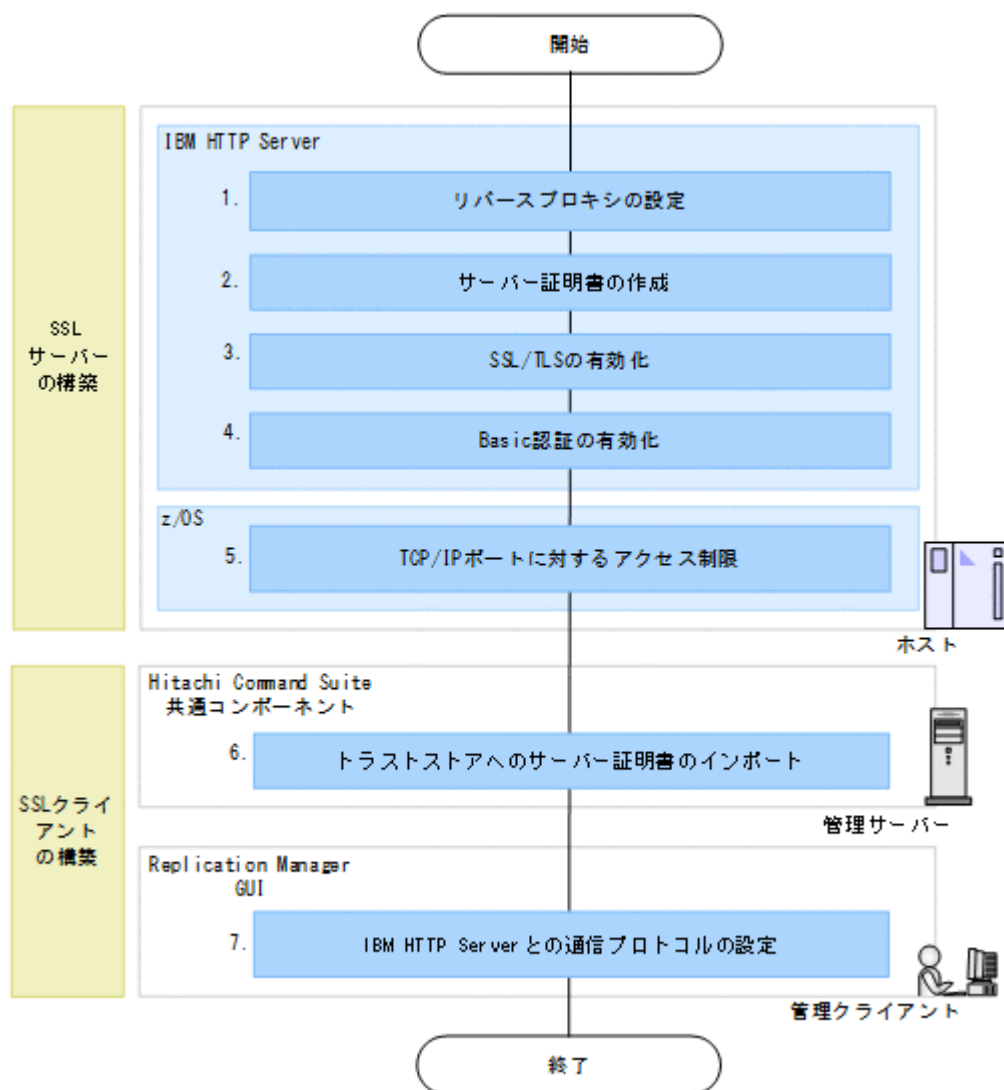 開始
SSL
サーバー
の構築
IBM HTTP Server
1. リバースプロキシの設定
2. サーバー証明書の作成
3. SSL/TLSの有効化
4. Basic認証の有効化
z/OS
5. TCP/IPポートに対するアクセス制限
ホスト
SSLクライ
アント
の構築
Hitachi Command Suite
共通コンポーネント
6. トラストストアへのサーバー証明書のインポート
管理サーバー
Replication Manager
GUI
7. IBM HTTP Serverとの通信プロトコルの設定
管理クライアント
終了